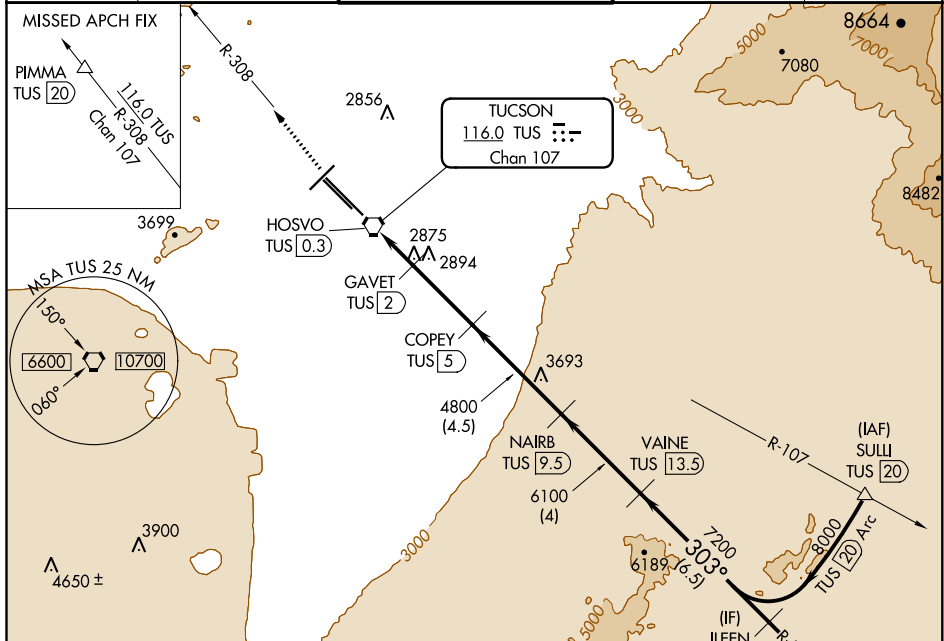 MISSED APCH FIX
PIMMA
TUS 20
116.0 TUS
R-308
Chan 107
R-308
2856
TUCSON
116.0 TUS
Chan 107
3000
5000
7080
8664
7000
8482
3699
HOSVO
TUS 0.3
2875
2894
GAVET
TUS 2
MSA TUS 25 NM
150°
6600
10700
060°
COPEY
TUS 5
3693
4800
(4.5)
NAIRB
TUS 9.5
VAINE
TUS 13.5
R-107
(IAF)
SULLI
TUS 20
6100
(4)
8000
TUS 20 Arc
7200
303°
(6.5)
6189
3000
3900
4650 ±
5000
(IF)